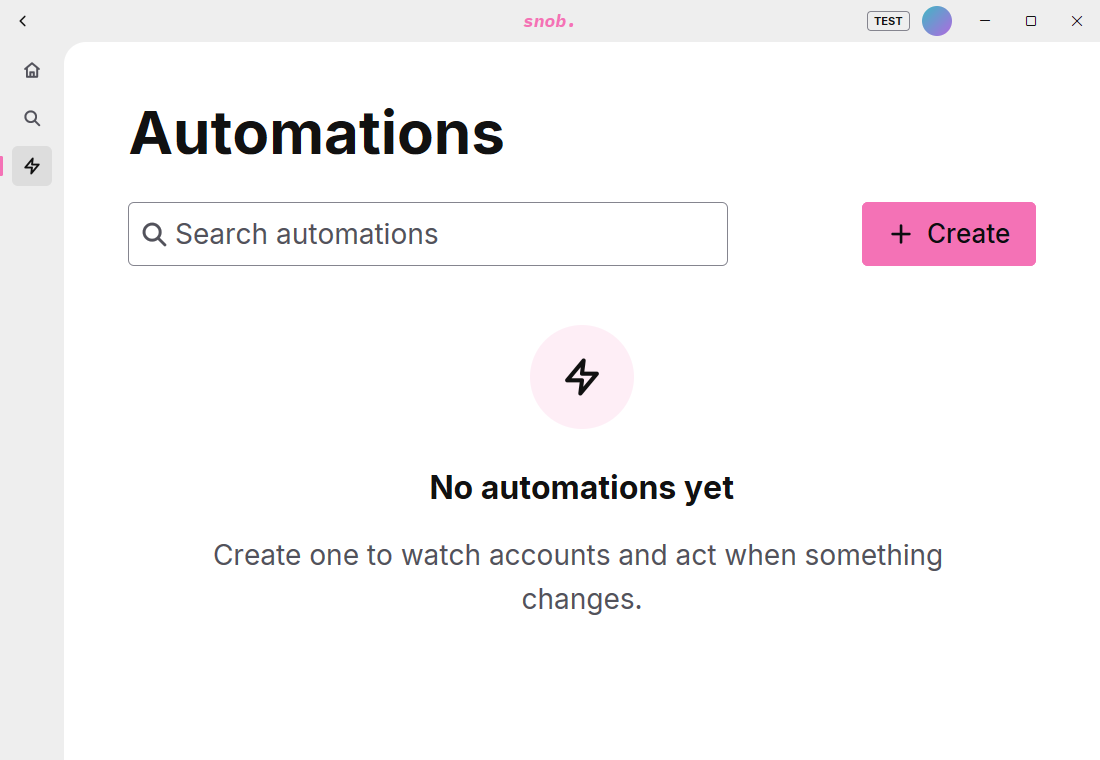 snob.
TEST
Automations
Search automations
Create
No automations yet
Create one to watch accounts and act when something
changes.